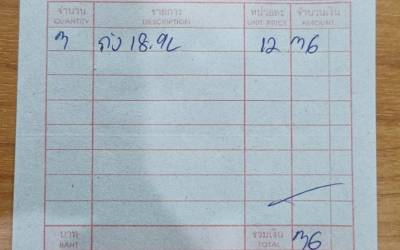 จำนวน รายการ หน่วยละ จำนวนเงิน
QUANTITY DESCRIPTION UNIT PRICE AMOUNT
3 ถัง 18.9L 12 36
บาท รวมเงิน 36
BAHT TOTAL